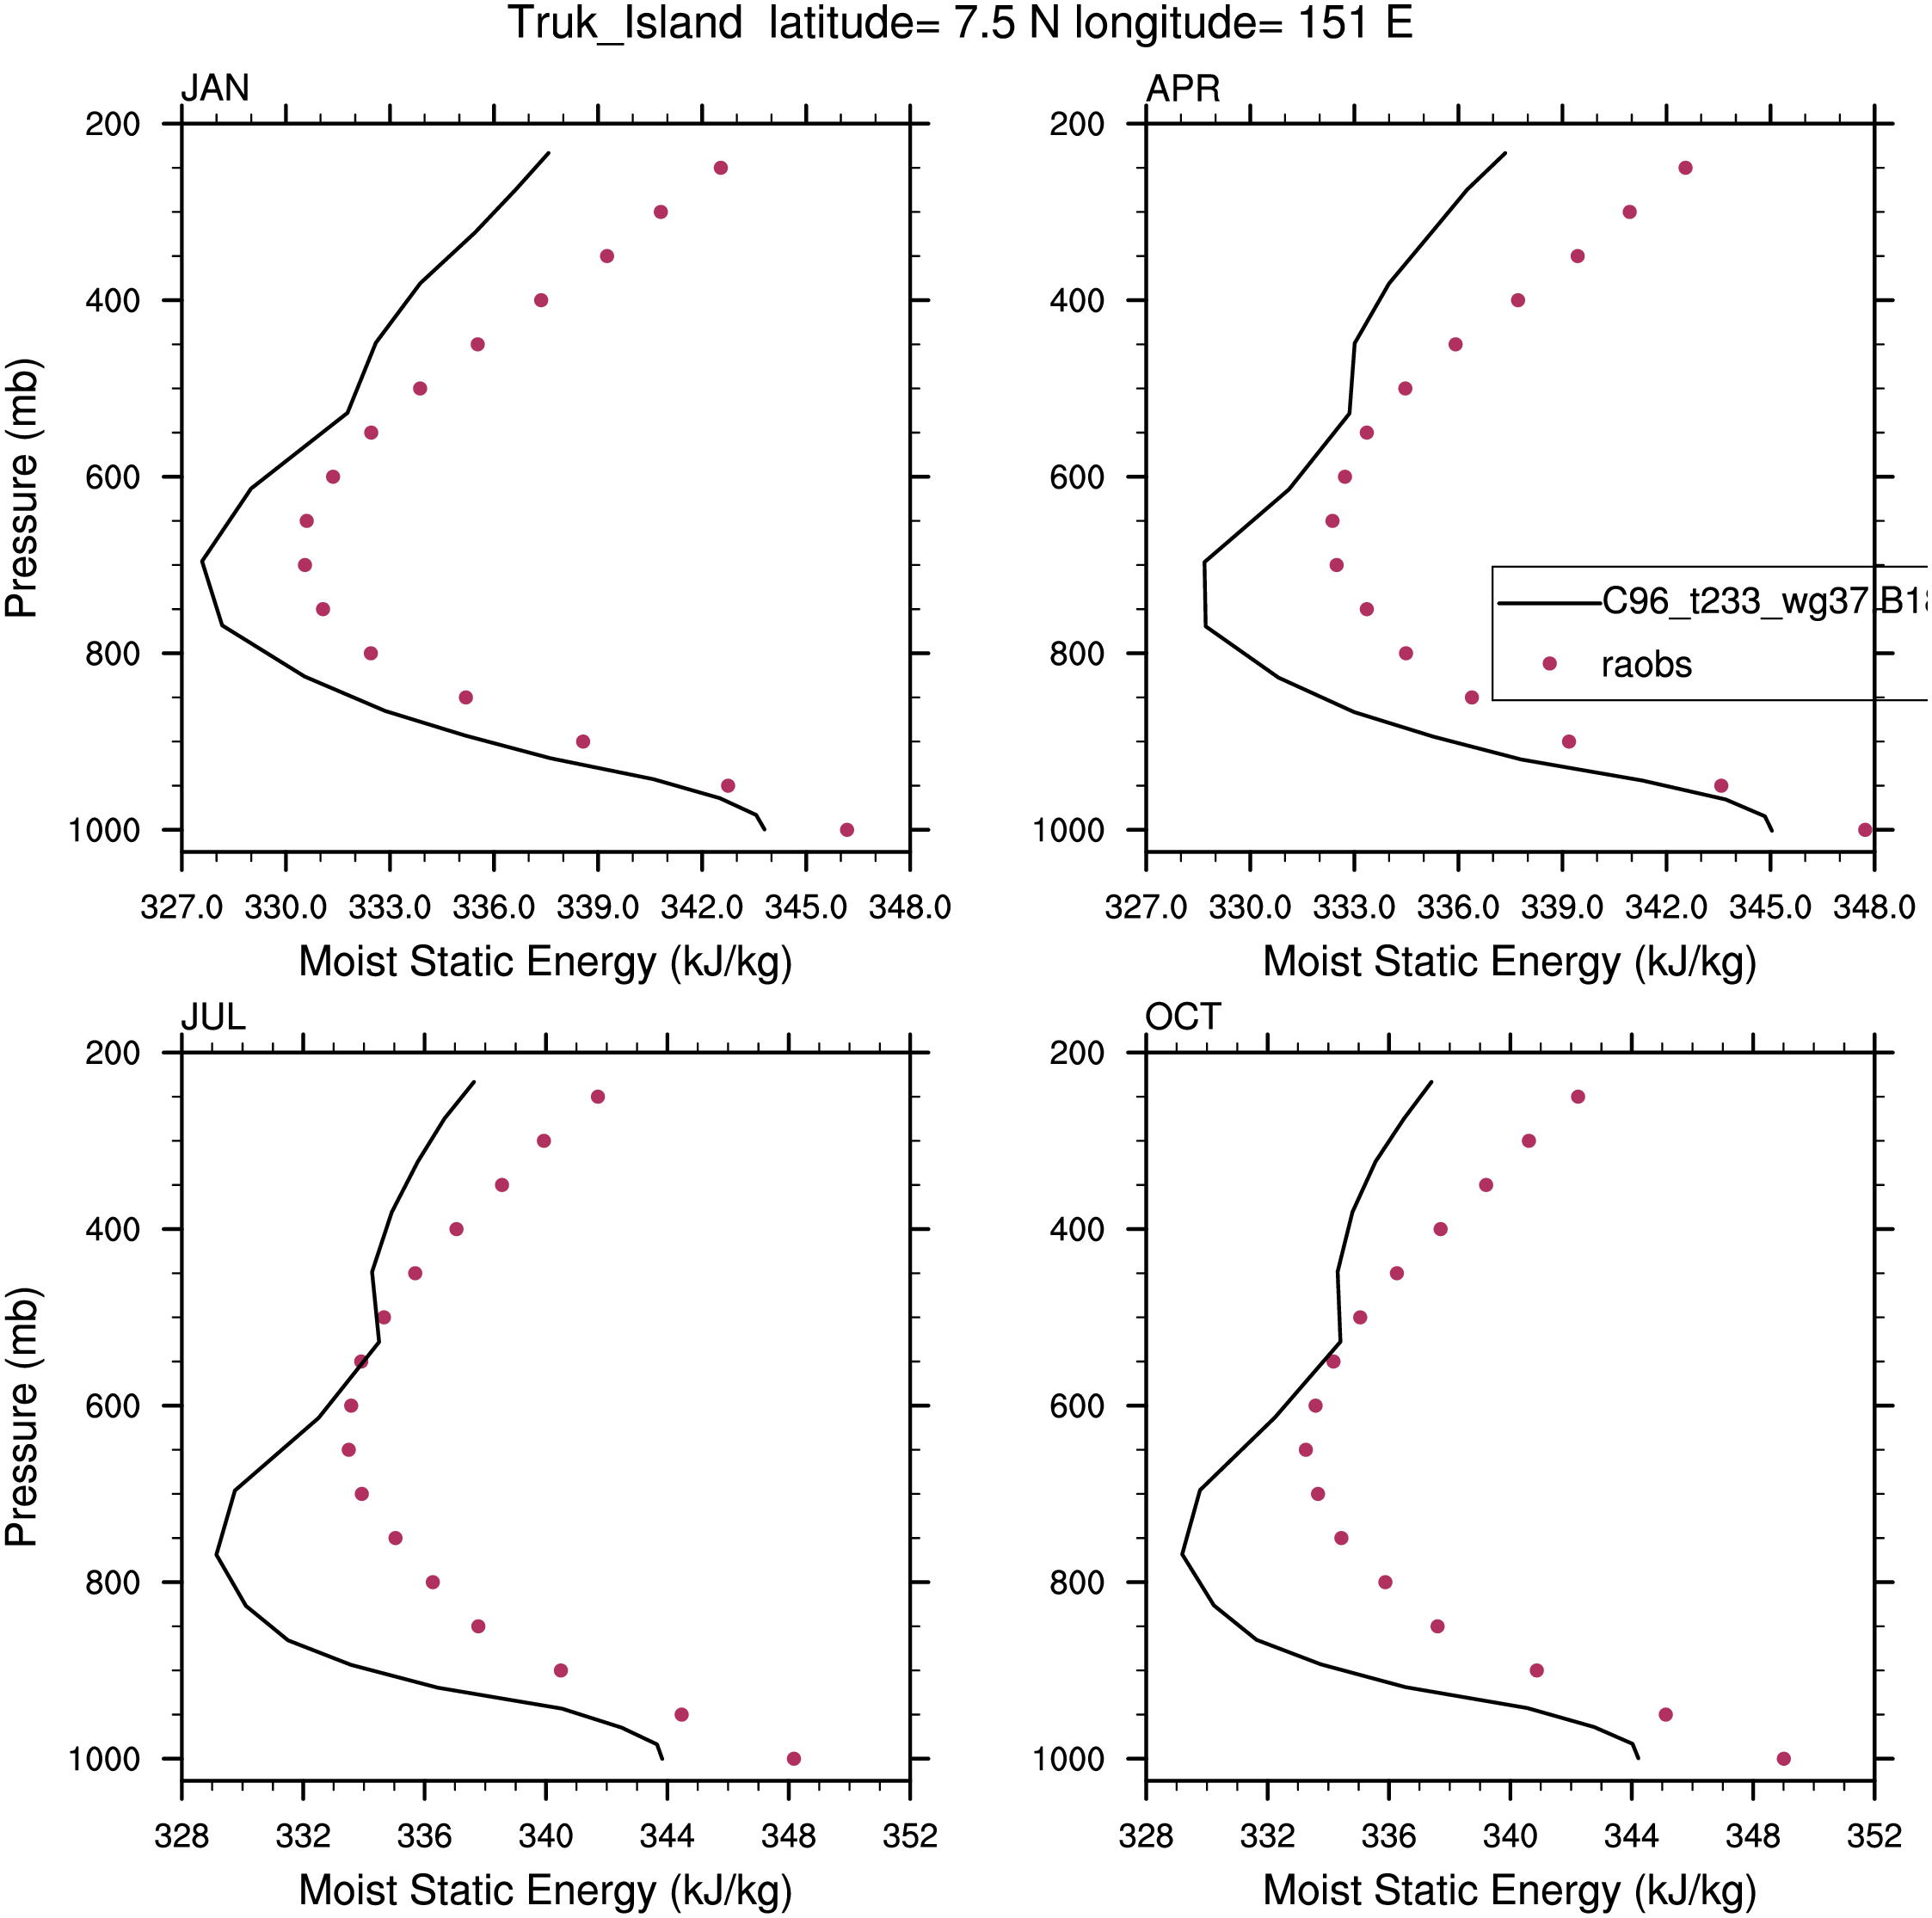 Truk_Island latitude= 7.5 N longitude= 151 E
JAN
200
400
600
800
1000
Pressure (mb)
327.0 330.0 333.0 336.0 339.0 342.0 345.0 348.0
Moist Static Energy (kJ/kg)
APR
200
400
600
800
1000
C96_t233_wg37.B18
raobs
327.0 330.0 333.0 336.0 339.0 342.0 345.0 348.0
Moist Static Energy (kJ/kg)
JUL
200
400
600
800
1000
Pressure (mb)
328 332 336 340 344 348 352
Moist Static Energy (kJ/kg)
OCT
200
400
600
800
1000
328 332 336 340 344 348 352
Moist Static Energy (kJ/kg)